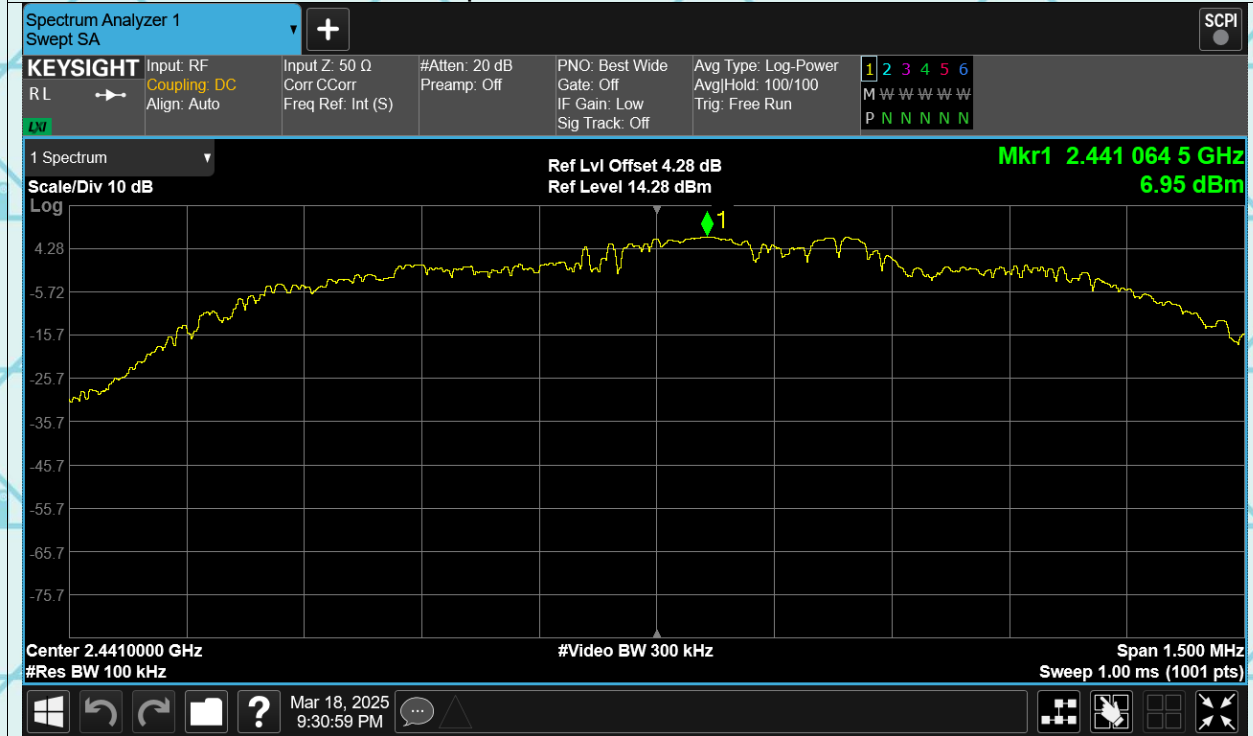 Spectrum Analyzer 1
Swept SA
+
SCPI
KEYSIGHT
R L
LXI
Input: RF
Coupling: DC
Align: Auto
Input Z: 50 Ω
Corr CCorr
Freq Ref: Int (S)
#Atten: 20 dB
Preamp: Off
PNO: Best Wide
Gate: Off
IF Gain: Low
Sig Track: Off
Avg Type: Log-Power
Avg|Hold: 100/100
Trig: Free Run
1 2 3 4 5 6
M W W W W W
P N N N N N
1 Spectrum
Scale/Div 10 dB
Log
Ref Lvl Offset 4.28 dB
Ref Level 14.28 dBm
Mkr1 2.441 064 5 GHz
6.95 dBm
1
4.28
-5.72
-15.7
-25.7
-35.7
-45.7
-55.7
-65.7
-75.7
Center 2.4410000 GHz
#Res BW 100 kHz
#Video BW 300 kHz
Span 1.500 MHz
Sweep 1.00 ms (1001 pts)
?
Mar 18, 2025
9:30:59 PM